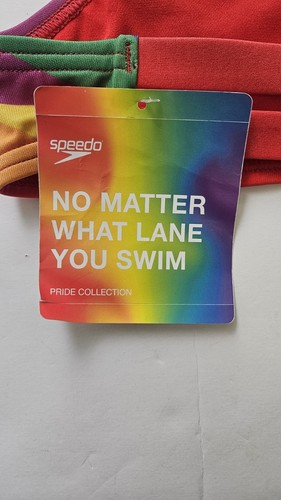 speedo
NO MATTER
WHAT LANE
YOU SWIM
PRIDE COLLECTION